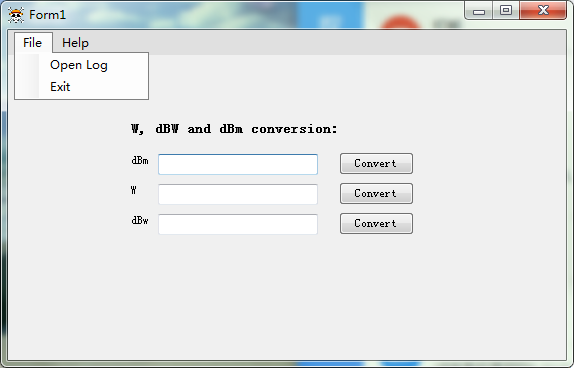 Form1
File Help
Open Log
Exit
W, dBW and dBm conversion:
dBm Convert
W Convert
dBw Convert